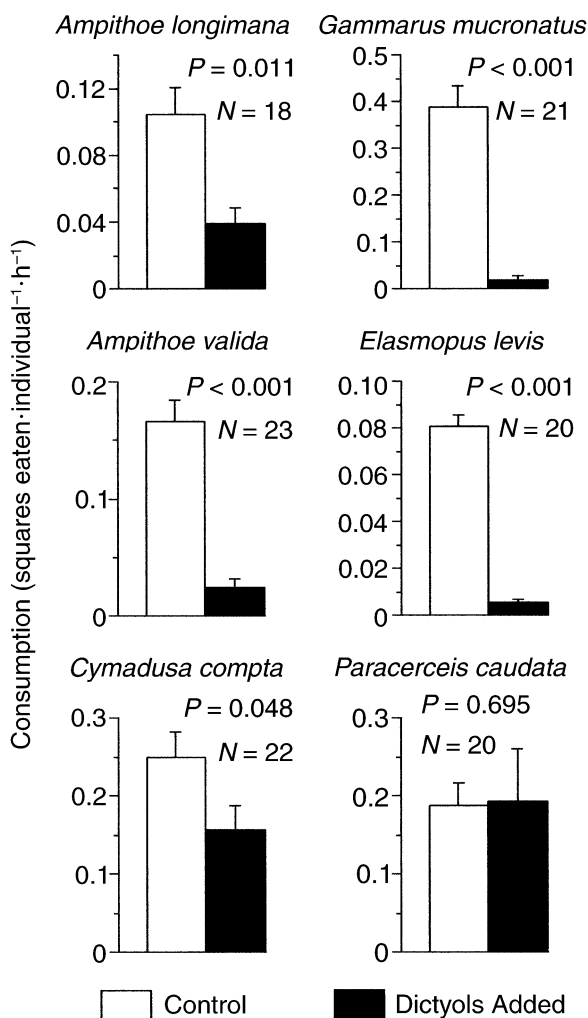 Ampithoe longimana
Gammarus mucronatus
P = 0.011
N = 18
0.12
0.08
0.04
0
P < 0.001
N = 21
0.5
0.4
0.3
0.2
0.1
0
Ampithoe valida
Elasmopus levis
P < 0.001
N = 23
0.2
0.1
0
P < 0.001
N = 20
0.10
0.08
0.06
0.04
0.02
0
Cymadusa compta
Paracerceis caudata
P = 0.048
N = 22
0.3
0.2
0.1
0
P = 0.695
N = 20
0.3
0.2
0.1
0
Consumption (squares eaten·individual⁻¹·h⁻¹)
Control
Dictyols Added